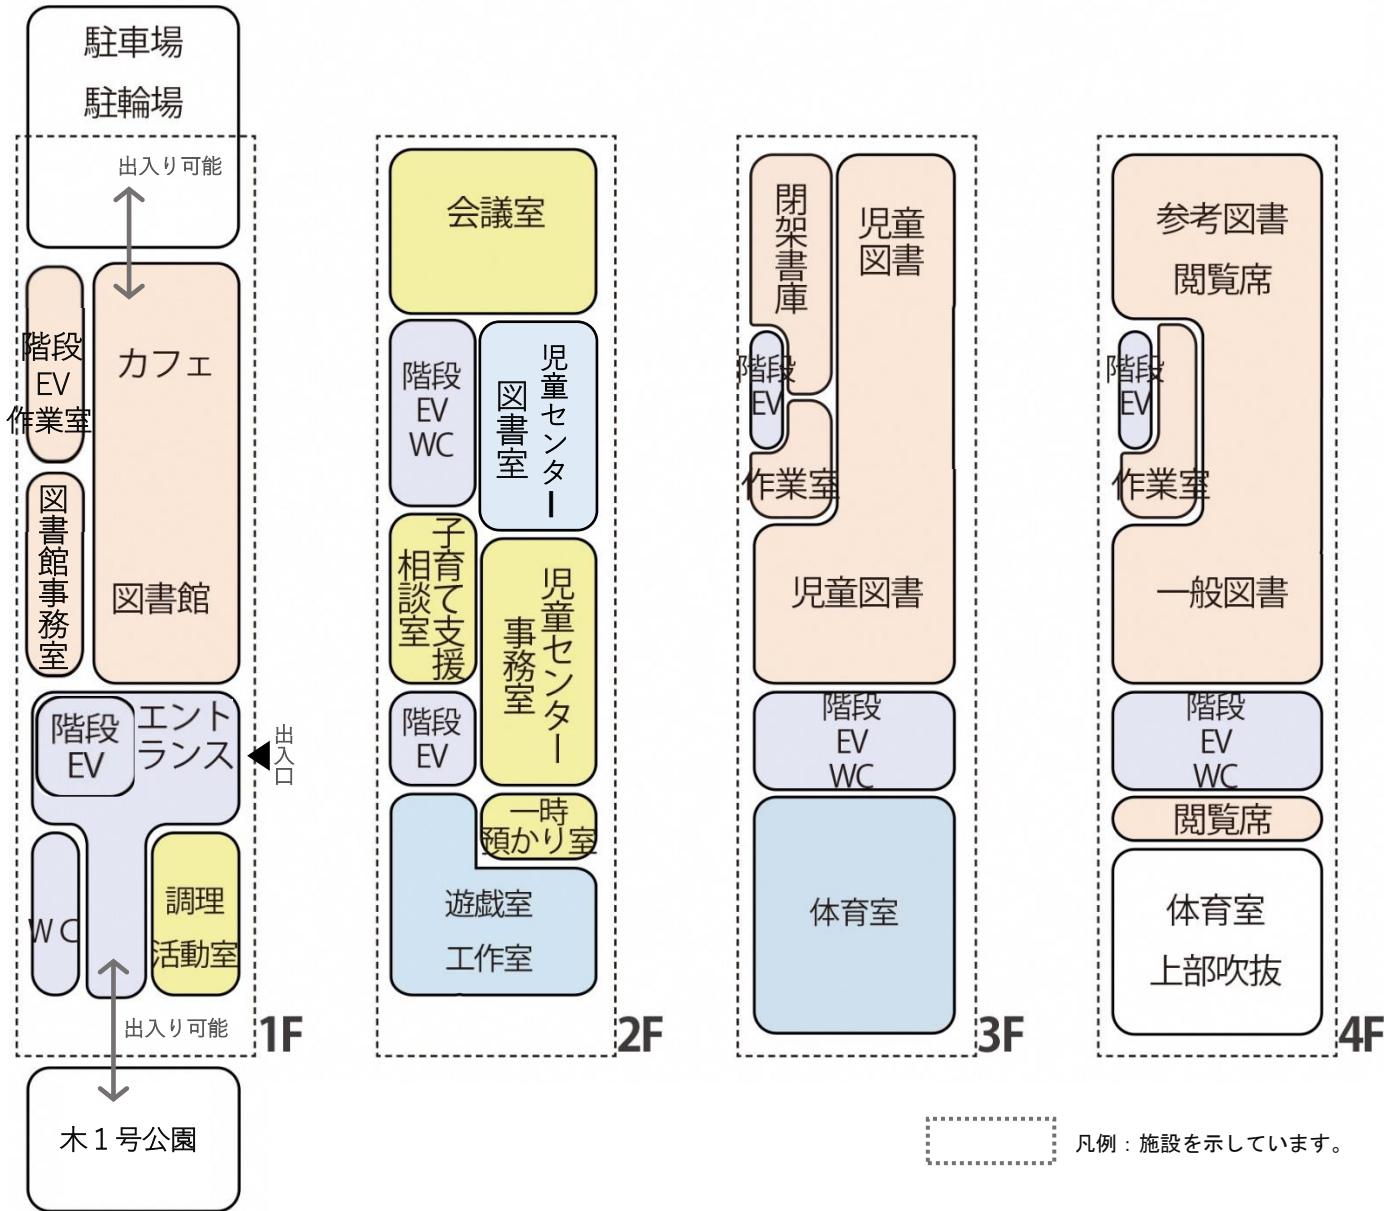 駐車場
駐輪場
出入り可能
階段
EV
作業室
カフェ
図書館事務室
図書館
階段
EV
エント
ランス
出入口
WC
調理
活動室
出入り可能
1F
木１号公園
会議室
階段
EV
WC
児童センター
図書室
子育て支援
相談室
児童センター
事務室
階段
EV
一時
預かり室
遊戯室
工作室
2F
閉架書庫
児童
図書
階段
EV
作業室
児童図書
階段
EV
WC
体育室
3F
参考図書
閲覧席
階段
EV
作業室
一般図書
階段
EV
WC
閲覧席
体育室
上部吹抜
4F
凡例：施設を示しています。